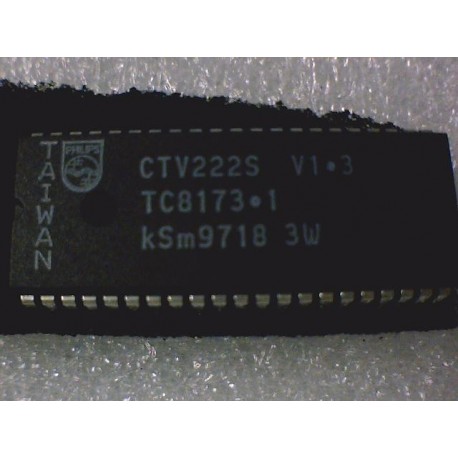 TAIWAN
PHILIPS
CTV222S V1•3
TC8173•1
kSm9718 3W